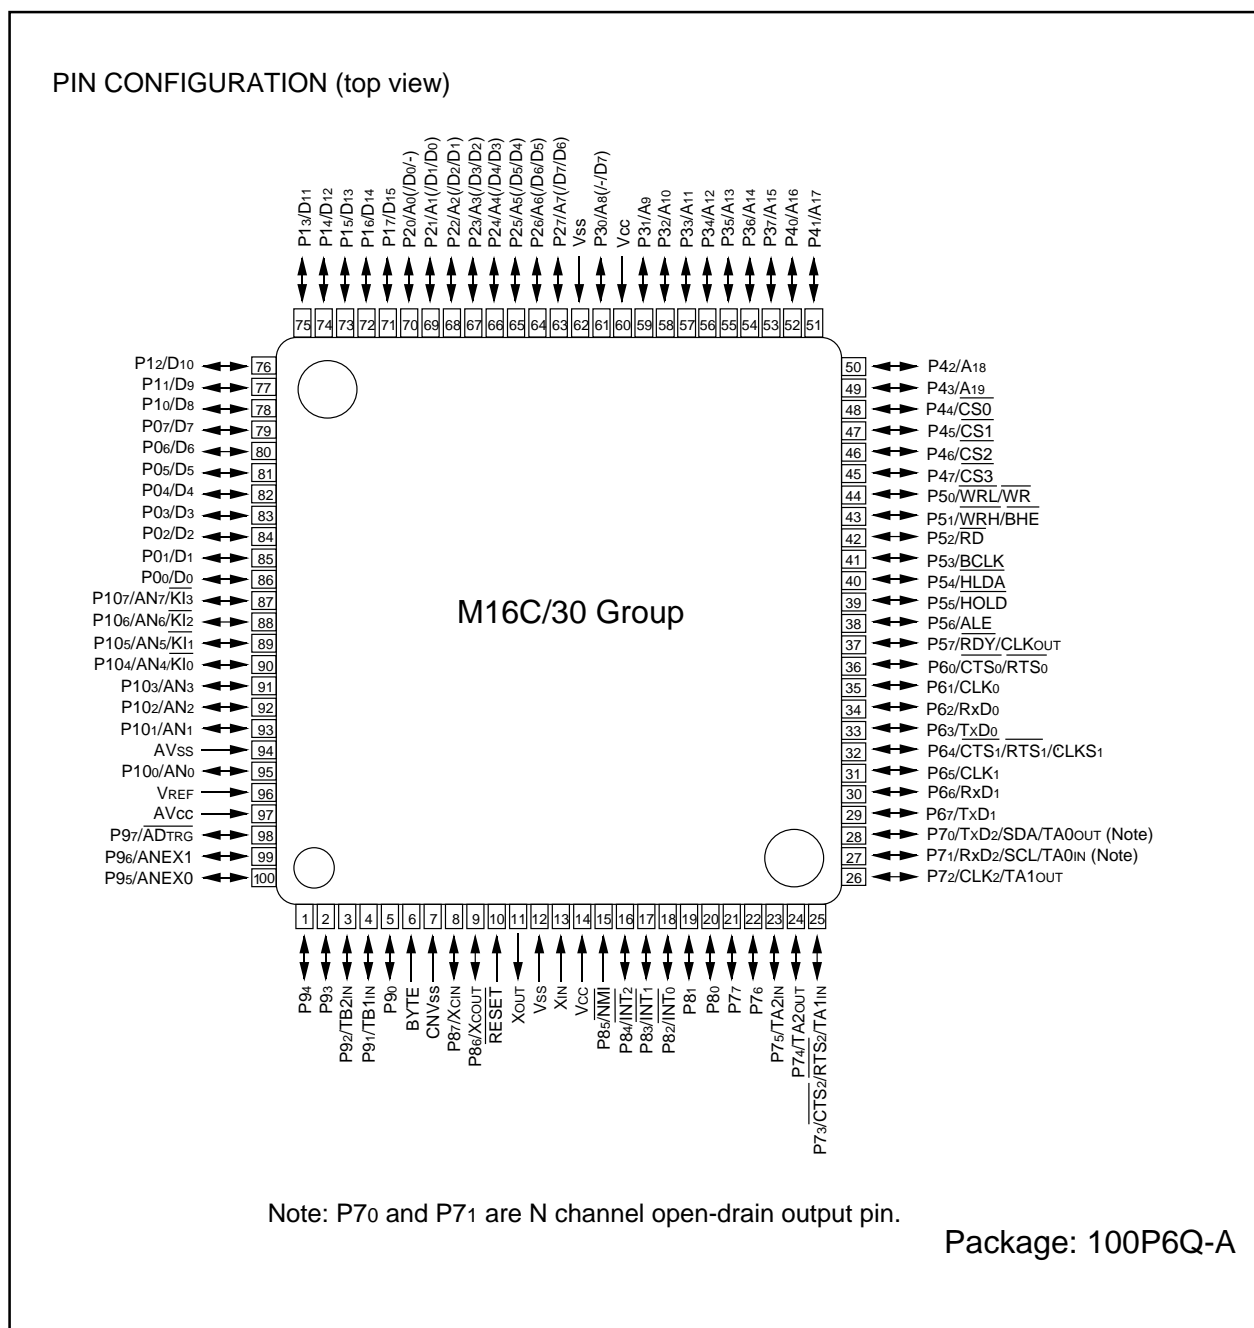 PIN CONFIGURATION (top view)
P13/D11
P14/D12
P15/D13
P16/D14
P17/D15
P20/A0(/D0/-)
P21/A1(/D1/D0)
P22/A2(/D2/D1)
P23/A3(/D3/D2)
P24/A4(/D4/D3)
P25/A5(/D5/D4)
P26/A6(/D6/D5)
P27/A7(/D7/D6)
Vss
P30/A8(/-/D7)
Vcc
P31/A9
P32/A10
P33/A11
P34/A12
P35/A13
P36/A14
P37/A15
P40/A16
P41/A17
75 74 73 72 71 70 69 68 67 66 65 64 63 62 61 60 59 58 57 56 55 54 53 52 51
P12/D10 76
P11/D9 77
P10/D8 78
P07/D7 79
P06/D6 80
P05/D5 81
P04/D4 82
P03/D3 83
P02/D2 84
P01/D1 85
P00/D0 86
P107/AN7/KI3 87
P106/AN6/KI2 88
P105/AN5/KI1 89
P104/AN4/KI0 90
P103/AN3 91
P102/AN2 92
P101/AN1 93
AVss 94
P100/AN0 95
VREF 96
AVcc 97
P97/ADTRG 98
P96/ANEX1 99
P95/ANEX0 100
M16C/30 Group
50 P42/A18
49 P43/A19
48 P44/CS0
47 P45/CS1
46 P46/CS2
45 P47/CS3
44 P50/WRL/WR
43 P51/WRH/BHE
42 P52/RD
41 P53/BCLK
40 P54/HLDA
39 P55/HOLD
38 P56/ALE
37 P57/RDY/CLKOUT
36 P60/CTS0/RTS0
35 P61/CLK0
34 P62/RxD0
33 P63/TxD0
32 P64/CTS1/RTS1/CLKS1
31 P65/CLK1
30 P66/RxD1
29 P67/TxD1
28 P70/TxD2/SDA/TA0OUT (Note)
27 P71/RxD2/SCL/TA0IN (Note)
26 P72/CLK2/TA1OUT
1 2 3 4 5 6 7 8 9 10 11 12 13 14 15 16 17 18 19 20 21 22 23 24 25
P94
P93
P92/TB2IN
P91/TB1IN
P90
BYTE
CNVss
P87/XCIN
P86/XCOUT
RESET
XOUT
Vss
XIN
Vcc
P85/NMI
P84/INT2
P83/INT1
P82/INT0
P81
P80
P77
P76
P75/TA2IN
P74/TA2OUT
P73/CTS2/RTS2/TA1IN
Note: P70 and P71 are N channel open-drain output pin.
Package: 100P6Q-A